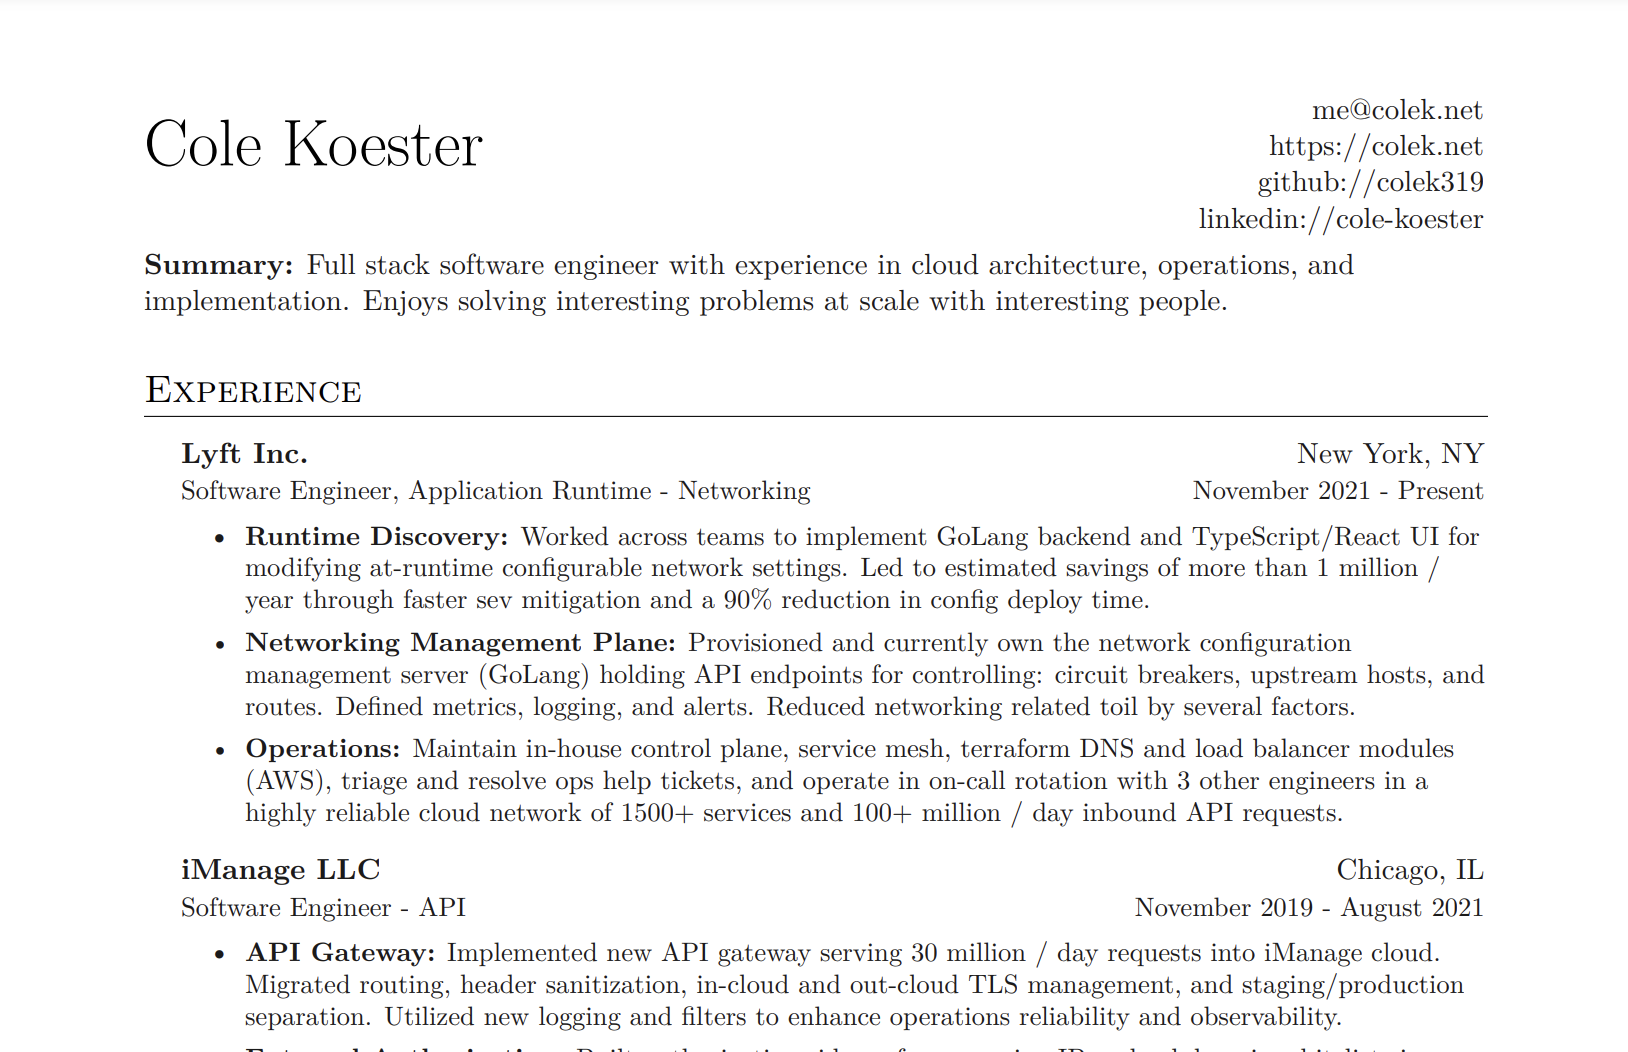 Cole Koester
me@colek.net
https://colek.net
github://colek319
linkedin://cole-koester
Summary: Full stack software engineer with experience in cloud architecture, operations, and
implementation. Enjoys solving interesting problems at scale with interesting people.
Experience
Lyft Inc. New York, NY
Software Engineer, Application Runtime - Networking November 2021 - Present
• Runtime Discovery: Worked across teams to implement GoLang backend and TypeScript/React UI for
modifying at-runtime configurable network settings. Led to estimated savings of more than 1 million /
year through faster sev mitigation and a 90% reduction in config deploy time.
• Networking Management Plane: Provisioned and currently own the network configuration
management server (GoLang) holding API endpoints for controlling: circuit breakers, upstream hosts, and
routes. Defined metrics, logging, and alerts. Reduced networking related toil by several factors.
• Operations: Maintain in-house control plane, service mesh, terraform DNS and load balancer modules
(AWS), triage and resolve ops help tickets, and operate in on-call rotation with 3 other engineers in a
highly reliable cloud network of 1500+ services and 100+ million / day inbound API requests.
iManage LLC Chicago, IL
Software Engineer - API November 2019 - August 2021
• API Gateway: Implemented new API gateway serving 30 million / day requests into iManage cloud.
Migrated routing, header sanitization, in-cloud and out-cloud TLS management, and staging/production
separation. Utilized new logging and filters to enhance operations reliability and observability.